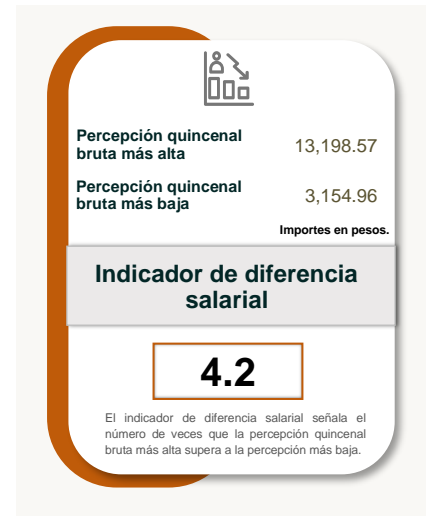 Percepción quincenal
bruta más alta
13,198.57
Percepción quincenal
bruta más baja
3,154.96
Importes en pesos.
Indicador de diferencia
salarial
4.2
El indicador de diferencia salarial señala el
número de veces que la percepción quincenal
bruta más alta supera a la percepción más baja.